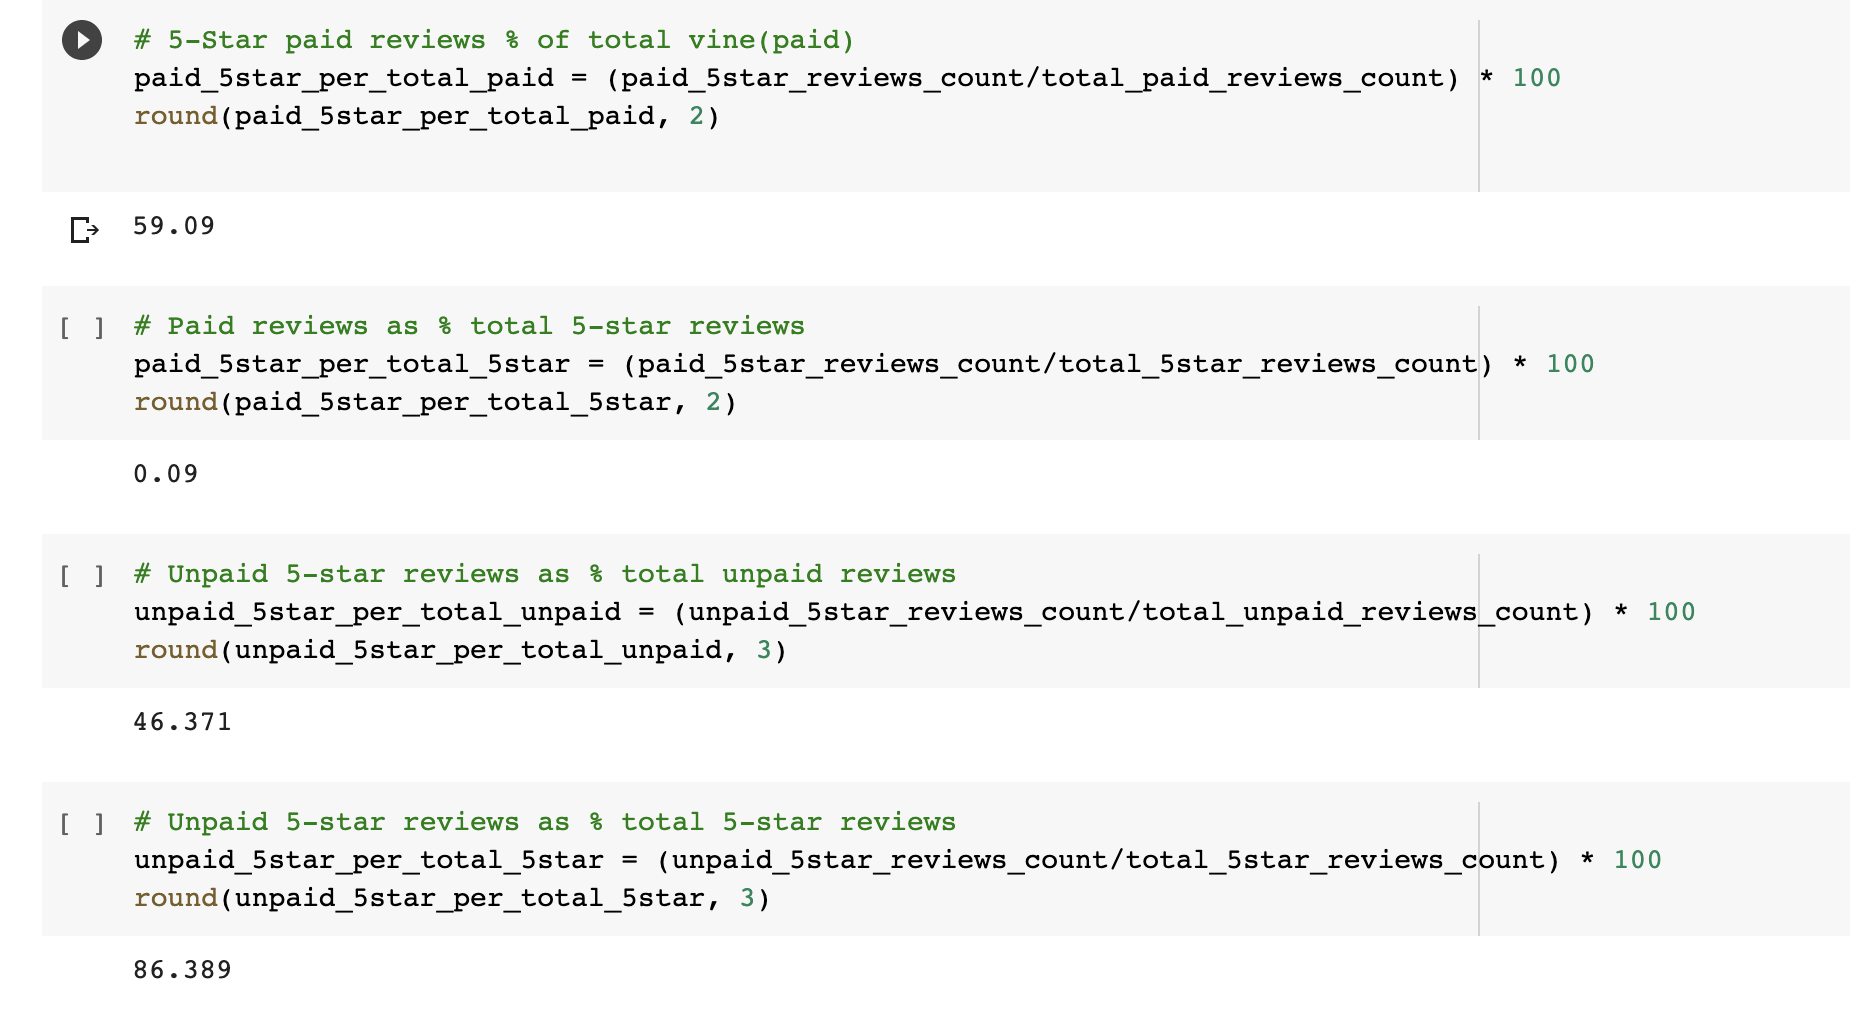 # 5-Star paid reviews % of total vine(paid)
paid_5star_per_total_paid = (paid_5star_reviews_count/total_paid_reviews_count) * 100
round(paid_5star_per_total_paid, 2)
59.09
[ ] # Paid reviews as % total 5-star reviews
paid_5star_per_total_5star = (paid_5star_reviews_count/total_5star_reviews_count) * 100
round(paid_5star_per_total_5star, 2)
0.09
[ ] # Unpaid 5-star reviews as % total unpaid reviews
unpaid_5star_per_total_unpaid = (unpaid_5star_reviews_count/total_unpaid_reviews_count) * 100
round(unpaid_5star_per_total_unpaid, 3)
46.371
[ ] # Unpaid 5-star reviews as % total 5-star reviews
unpaid_5star_per_total_5star = (unpaid_5star_reviews_count/total_5star_reviews_count) * 100
round(unpaid_5star_per_total_5star, 3)
86.389